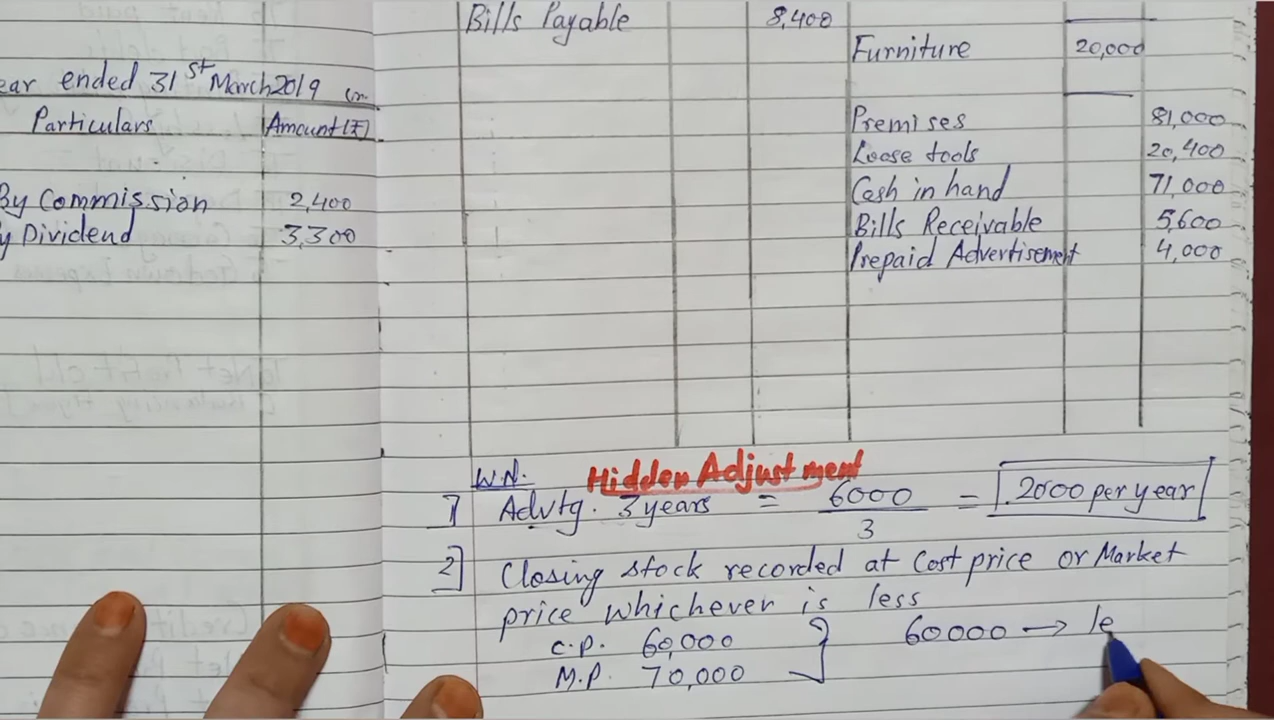 ear ended 31st March 2019
Particulars Amount (₹)
By Commission 2,400
y Dividend 3,300
Bills Payable 8,400
Furniture 20,000
Premises 81,000
Loose tools 20,400
Cash in hand 71,000
Bills Receivable 5,600
Prepaid Advertisement 4,000
W.N. Hidden Adjustment
1] Advtg. 3 years = 6000 / 3 = 2000 per year
2] Closing stock recorded at Cost price or Market
price whichever is less
C.P. 60,000
M.P. 70,000
} 60000 → le